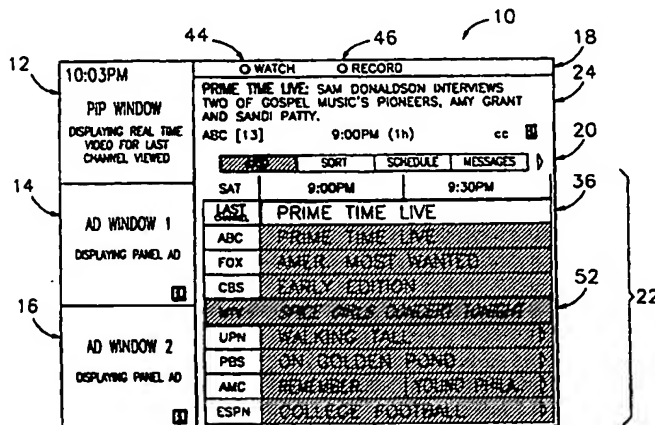 10
44 46
12 18
10:03PM WATCH RECORD
24
PRIME TIME LIVE: SAM DONALDSON INTERVIEWS
TWO OF GOSPEL MUSIC'S PIONEERS, AMY GRANT
AND SANDI PATTY.
ABC [13] 9:00PM (1h) cc i
PIP WINDOW
DISPLAYING REAL TIME
VIDEO FOR LAST
CHANNEL VIEWED
20
SORT SCHEDULE MESSAGES
14
SAT 9:00PM 9:30PM
36
AD WINDOW 1
DISPLAYING PANEL AD
i
LAST CHANNEL PRIME TIME LIVE
ABC PRIME TIME LIVE
FOX AMER. MOST WANTED
CBS EARLY EDITION
52
22
16
MTV SPICE GIRLS CONCERT TONIGHT
AD WINDOW 2
DISPLAYING PANEL AD
i
UPN WALKING TALL
PBS ON GOLDEN POND
AMC REMEMBER. YOUNG PHILA.
ESPN COLLEGE FOOTBALL